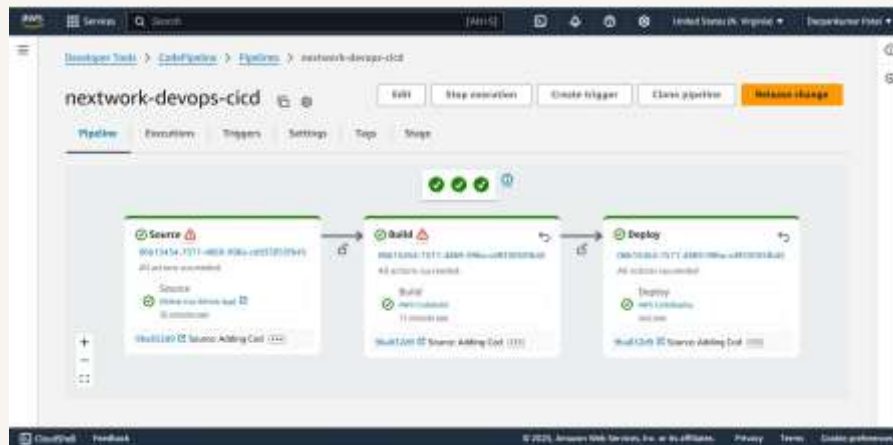 aws Services Search [Alt+S] United States (N. Virginia)
Developer Tools > CodePipeline > Pipelines > nextwork-devops-cicd
nextwork-devops-cicd Edit Stop execution Create trigger Clone pipeline Release change
Pipeline Executions Triggers Settings Tags Stage
Source
All actions succeeded.
Source
Source: Adding Cod
Build
All actions succeeded.
Build
AWS CodeBuild
Source: Adding Cod
Deploy
All actions succeeded.
Deploy
AWS CodeDeploy
Source: Adding Cod
CloudShell Feedback © 2025, Amazon Web Services, Inc. or its affiliates. Privacy Terms Cookie preferences